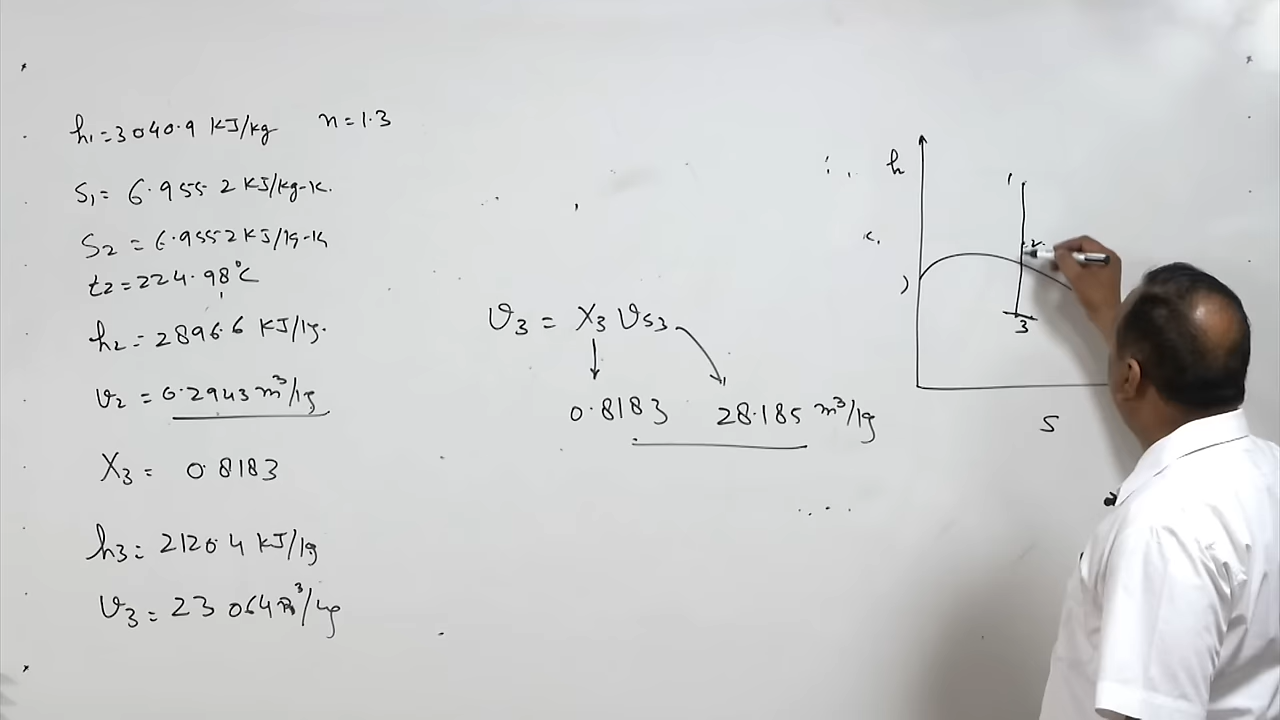 h₁=3040.9 KJ/kg n=1.3
S₁= 6.9552 KJ/kg-K.
S₂=6.9552KJ/kg-K
t₂=224.98°C
h₂=2896.6 KJ/kg.
v₂=0.2943 m³/kg
X₃= 0.8183
h₃=2120.4 KJ/kg
v₃=23.064 m³/kg
v₃ = X₃ Vs₃
0.8183 28.185 m³/kg
h
1
2
3
S